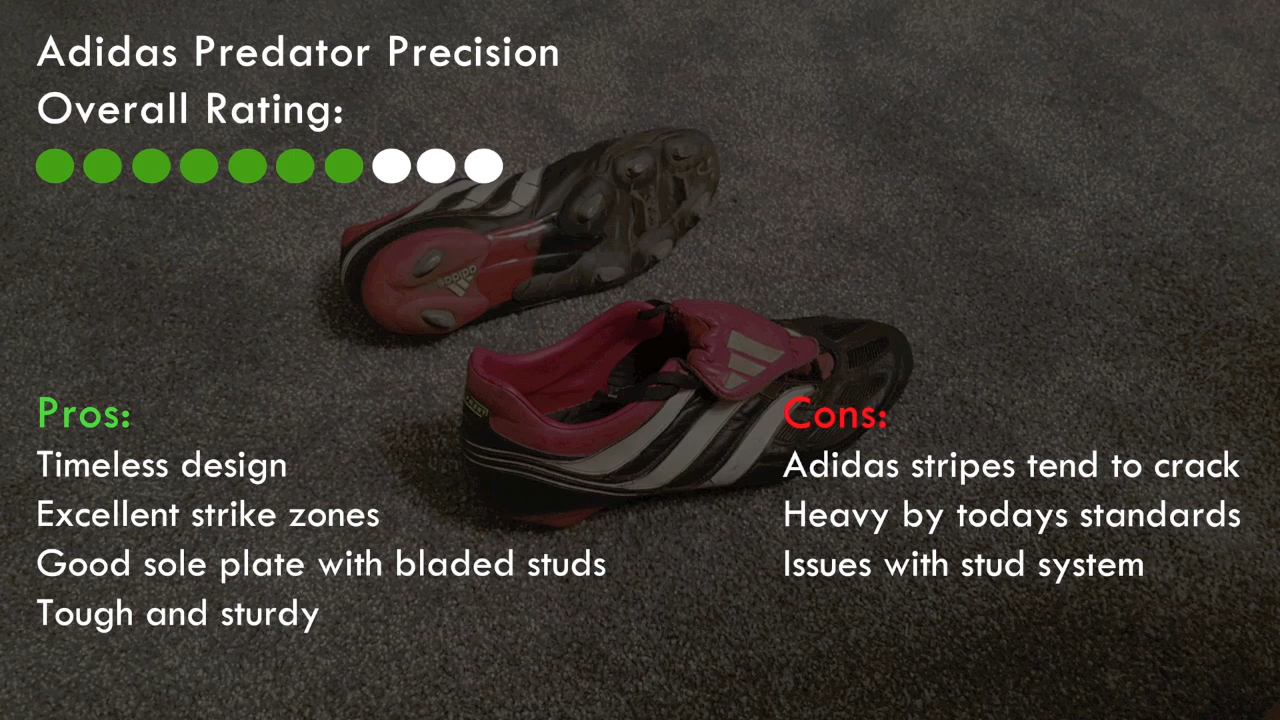 Adidas Predator Precision
Overall Rating:
adidas
Pros:
Timeless design
Excellent strike zones
Good sole plate with bladed studs
Tough and sturdy
Cons:
Adidas stripes tend to crack
Heavy by todays standards
Issues with stud system